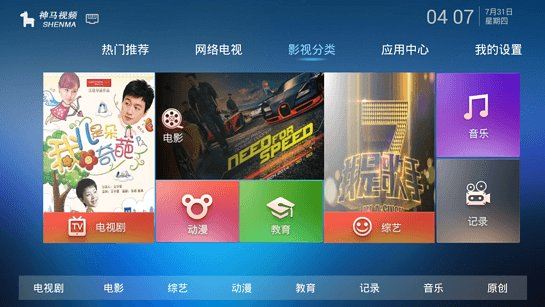 神马视频
SHENMA
04 07
7月31日
星期四
热门推荐
网络电视
影视分类
应用中心
我的设置
我儿是朵奇葩
TV
电视剧
电影
NEED FOR SPEED
动漫
教育
我是歌手
综艺
音乐
记录
电视剧
电影
综艺
动漫
教育
记录
音乐
原创